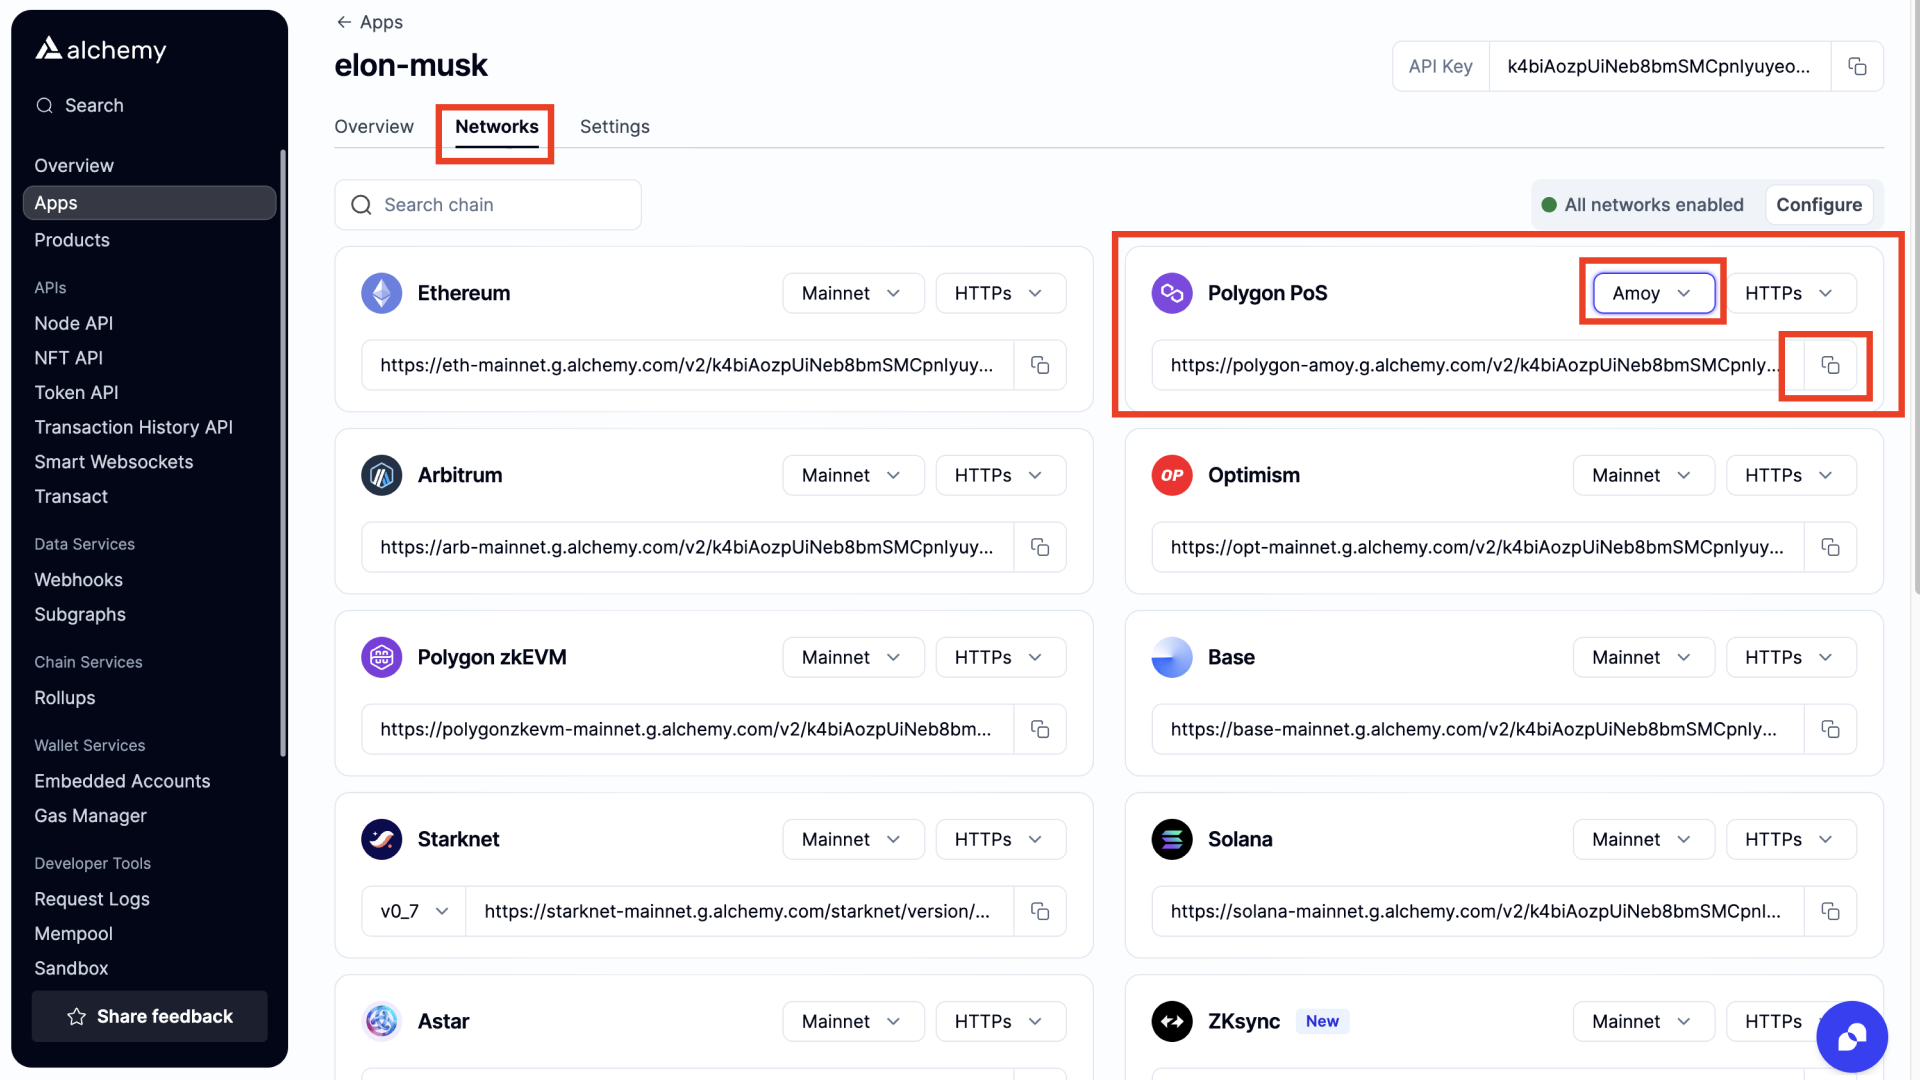 alchemy
Search
Overview
Apps
Products
APIs
Node API
NFT API
Token API
Transaction History API
Smart Websockets
Transact
Data Services
Webhooks
Subgraphs
Chain Services
Rollups
Wallet Services
Embedded Accounts
Gas Manager
Developer Tools
Request Logs
Mempool
Sandbox
Share feedback
← Apps
elon-musk
API Key k4biAozpUiNeb8bmSMCpnlyuyeo...
Overview Networks Settings
Search chain
All networks enabled Configure
Ethereum Mainnet HTTPs
https://eth-mainnet.g.alchemy.com/v2/k4biAozpUiNeb8bmSMCpnlyuy...
Polygon PoS Amoy HTTPs
https://polygon-amoy.g.alchemy.com/v2/k4biAozpUiNeb8bmSMCpnly...
Arbitrum Mainnet HTTPs
https://arb-mainnet.g.alchemy.com/v2/k4biAozpUiNeb8bmSMCpnlyuy...
OP Optimism Mainnet HTTPs
https://opt-mainnet.g.alchemy.com/v2/k4biAozpUiNeb8bmSMCpnlyuy...
Polygon zkEVM Mainnet HTTPs
https://polygonzkevm-mainnet.g.alchemy.com/v2/k4biAozpUiNeb8bm...
Base Mainnet HTTPs
https://base-mainnet.g.alchemy.com/v2/k4biAozpUiNeb8bmSMCpnly...
Starknet Mainnet HTTPs
v0_7 https://starknet-mainnet.g.alchemy.com/starknet/version/...
Solana Mainnet HTTPs
https://solana-mainnet.g.alchemy.com/v2/k4biAozpUiNeb8bmSMCpnl...
Astar Mainnet HTTPs
ZKsync New Mainnet HTTPs